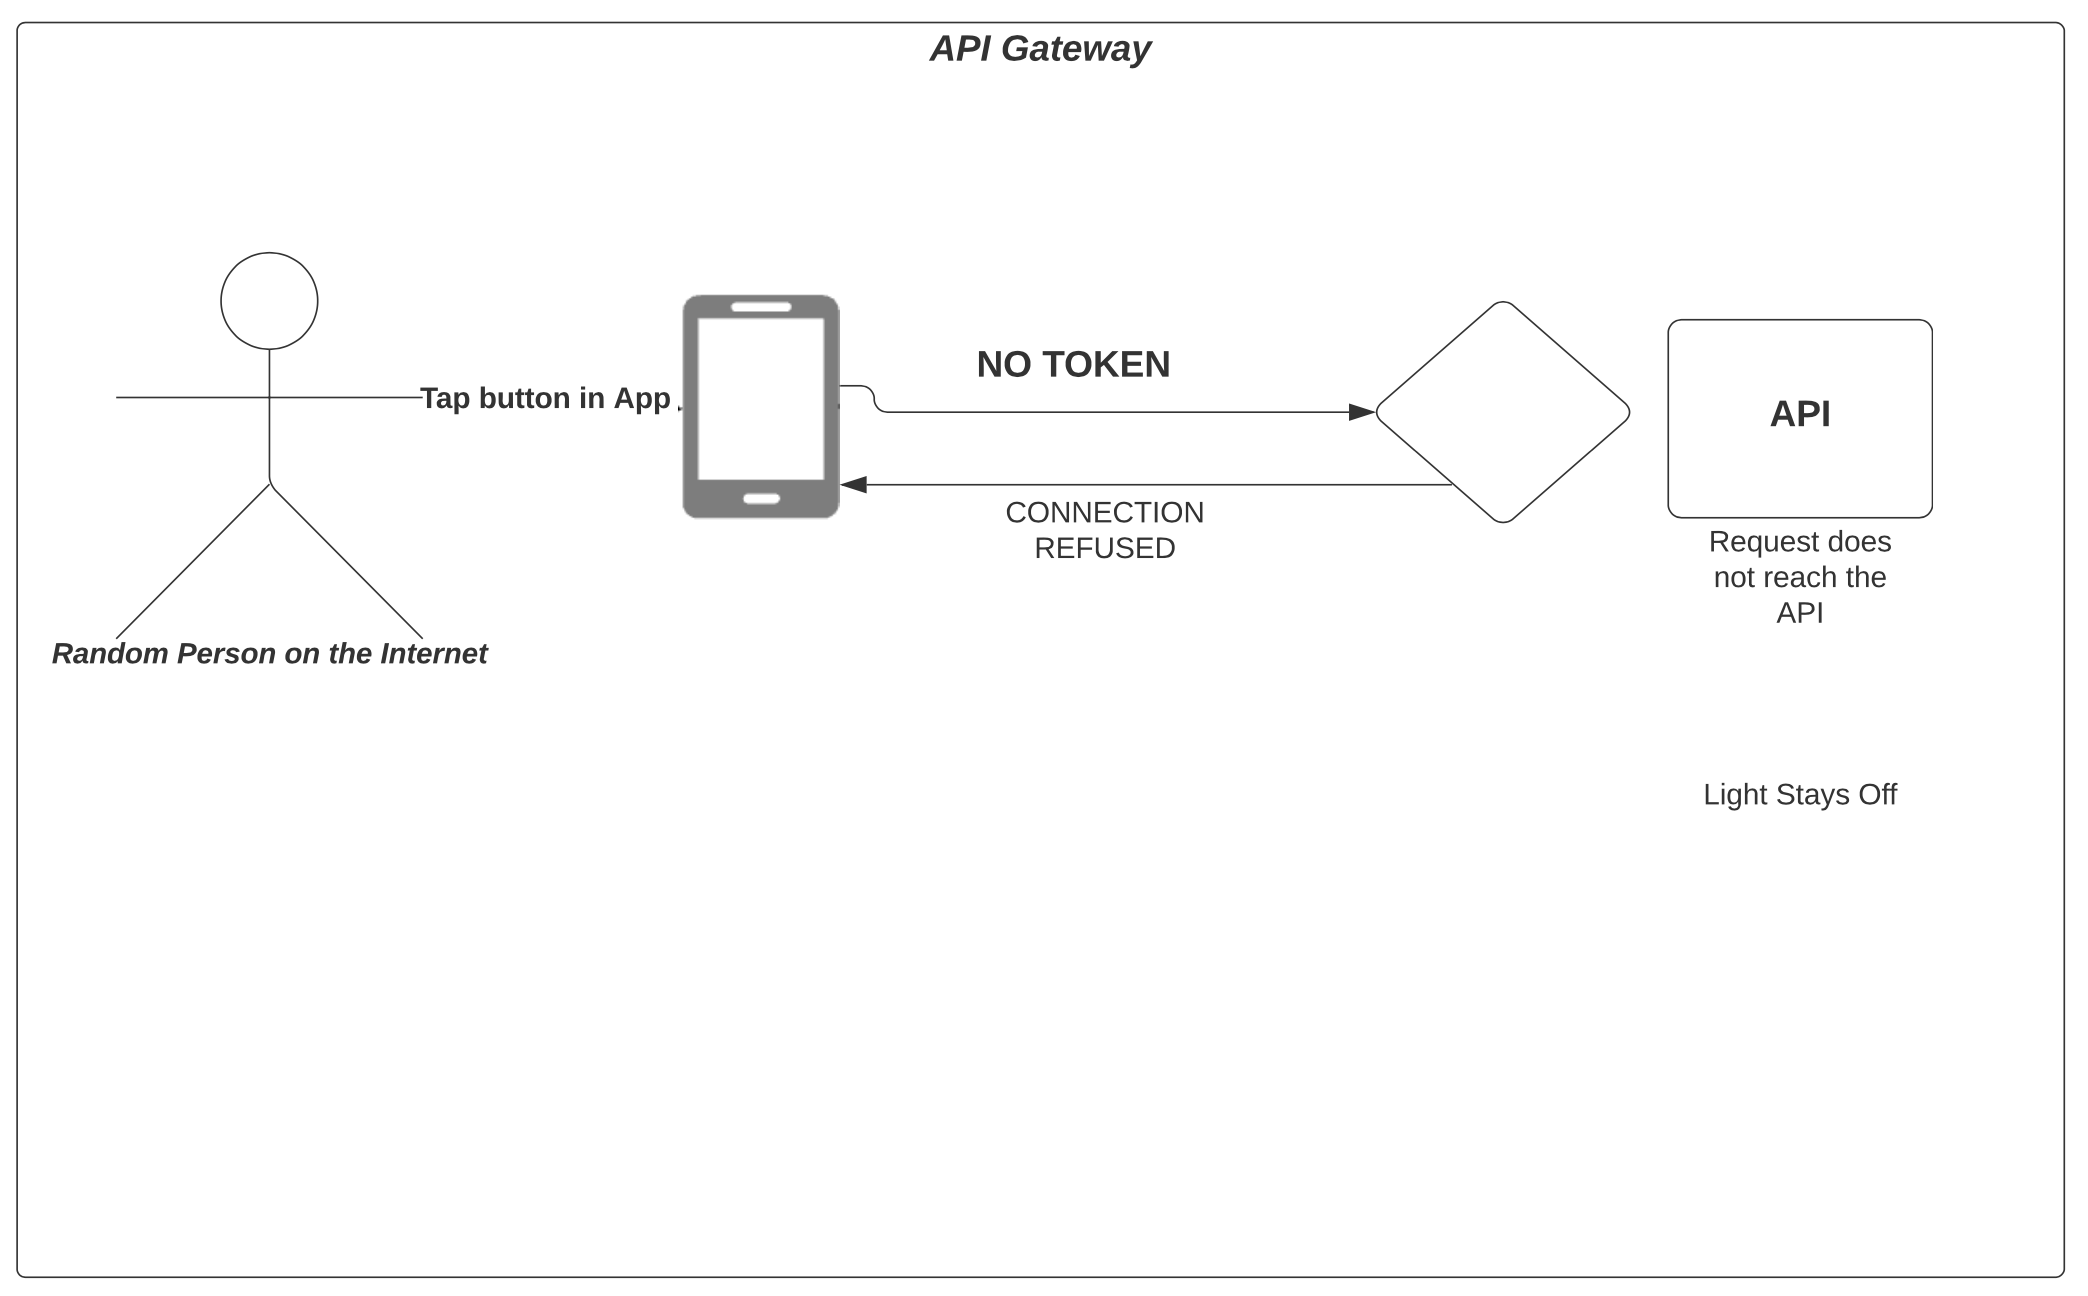 API Gateway
NO TOKEN
Tap button in App
API
CONNECTION
REFUSED
Request does
not reach the
API
Random Person on the Internet
Light Stays Off